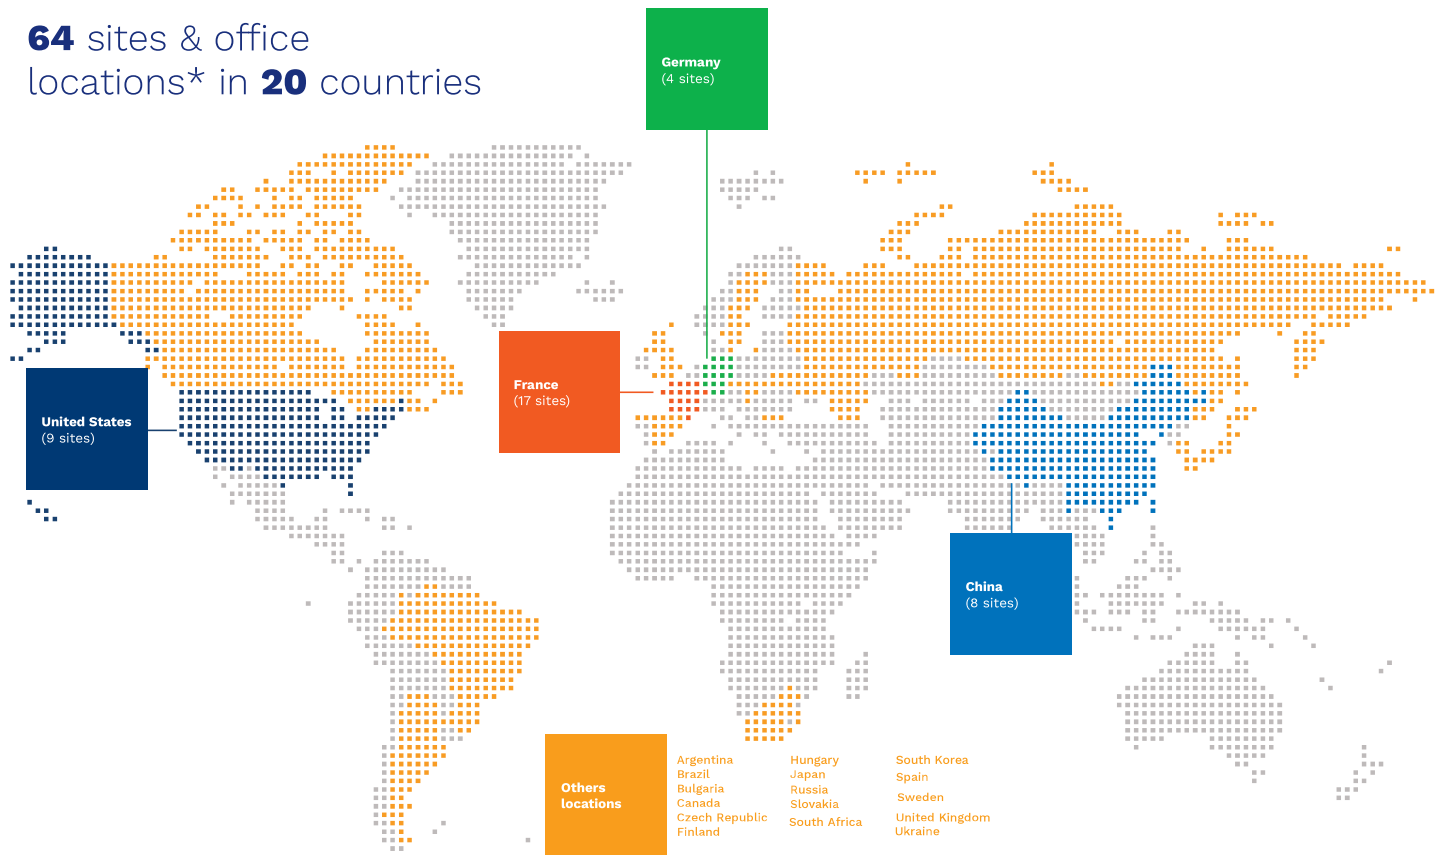 64 sites & office
locations* in 20 countries
Germany
(4 sites)
France
(17 sites)
United States
(9 sites)
China
(8 sites)
Others
locations
Argentina
Brazil
Bulgaria
Canada
Czech Republic
Finland
Hungary
Japan
Russia
Slovakia
South Africa
South Korea
Spain
Sweden
United Kingdom
Ukraine